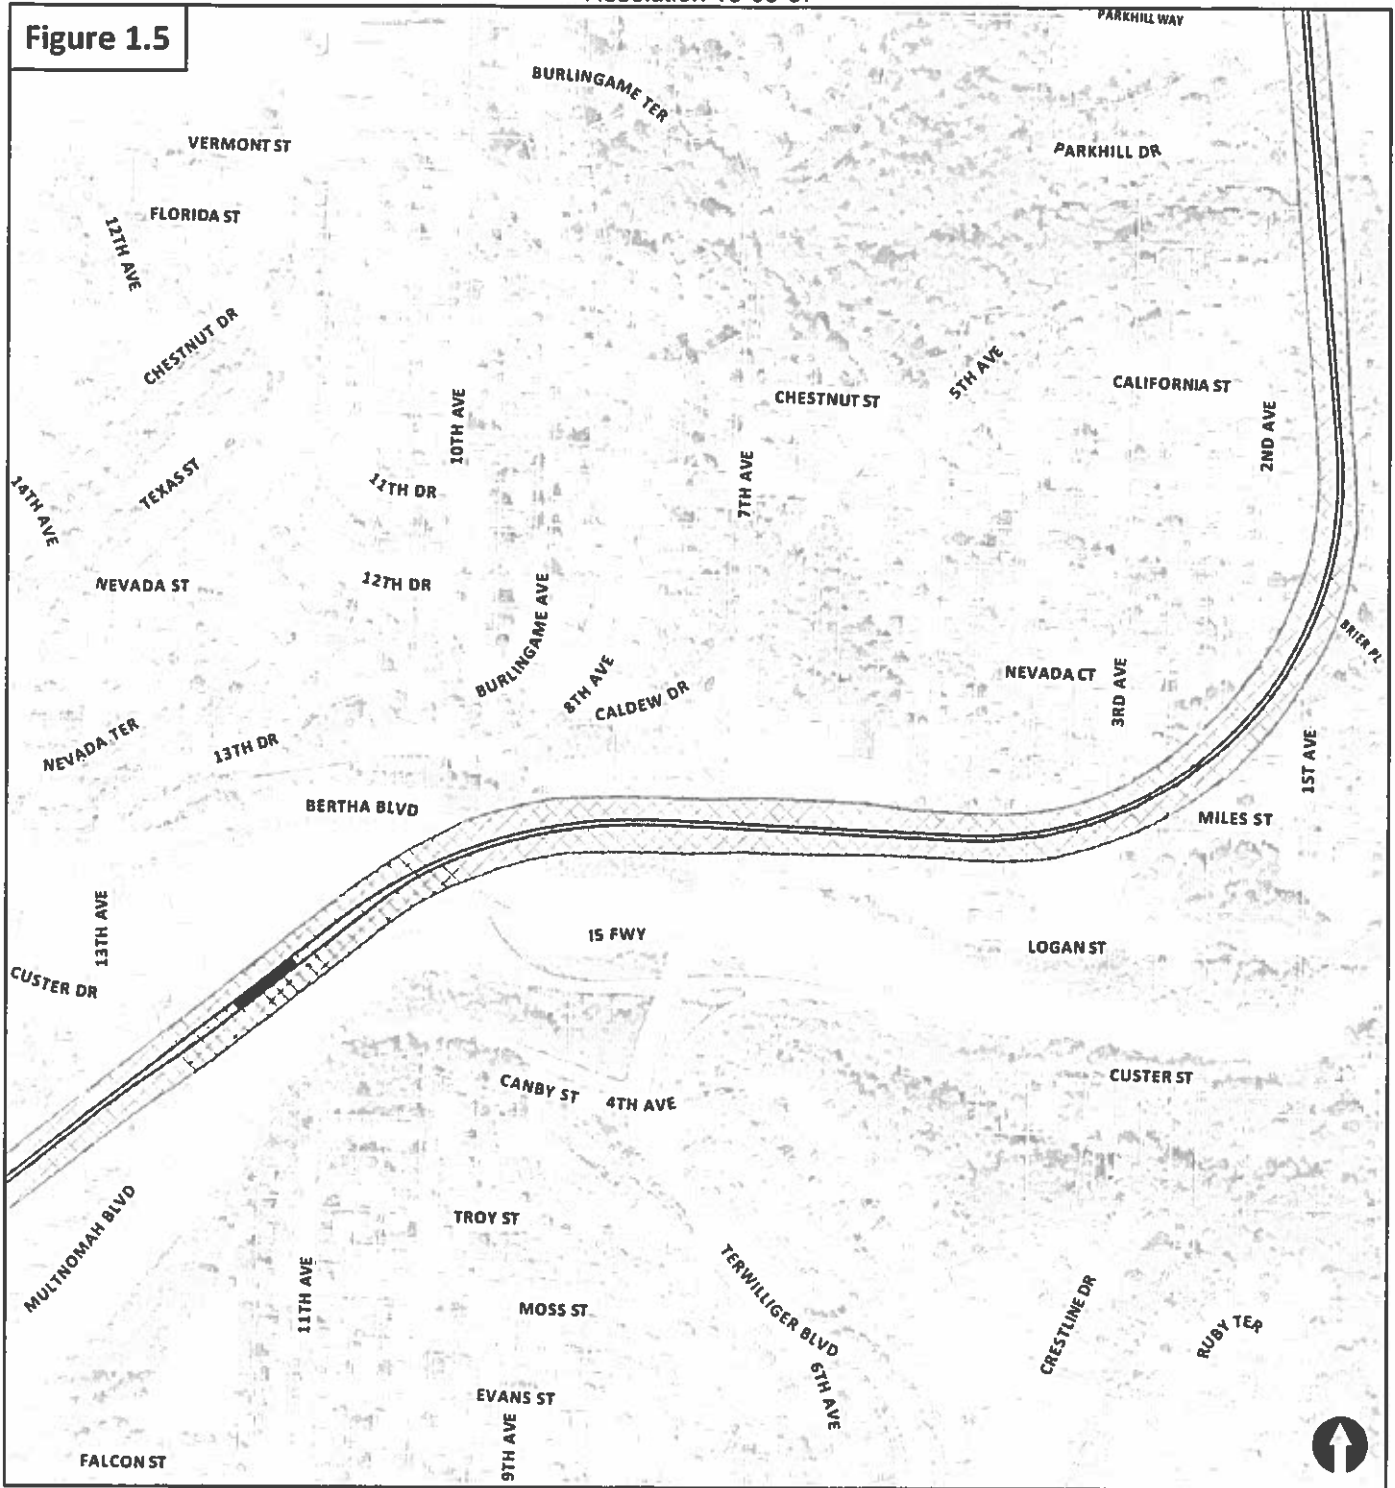 Figure 1.5
PARKHILL WAY
BURLINGAME TER
VERMONT ST
PARKHILL DR
FLORIDA ST
12TH AVE
CHESTNUT DR
5TH AVE
CALIFORNIA ST
CHESTNUT ST
10TH AVE
2ND AVE
7TH AVE
TEXAS ST
11TH DR
14TH AVE
NEVADA ST
12TH DR
BURLINGAME AVE
BRIER PL
8TH AVE
NEVADA CT
3RD AVE
CALDEW DR
NEVADA TER
13TH DR
1ST AVE
BERTHA BLVD
MILES ST
13TH AVE
I5 FWY
LOGAN ST
CUSTER DR
CANBY ST
4TH AVE
CUSTER ST
MULTNOMAH BLVD
TROY ST
11TH AVE
MOSS ST
TERWILLIGER BLVD
CRESTLINE DR
RUBY TER
6TH AVE
EVANS ST
9TH AVE
FALCON ST